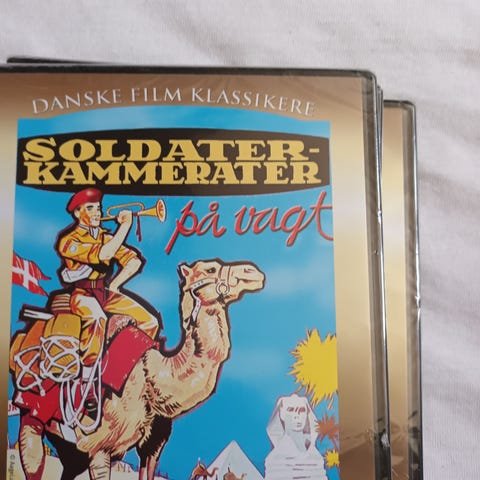 DANSKE FILM KLASSIKERE
SOLDATER-
KAMMERATER
på vagt